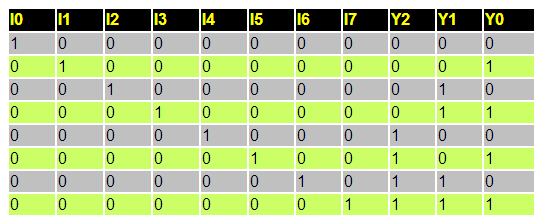 I0 I1 I2 I3 I4 I5 I6 I7 Y2 Y1 Y0
1 0 0 0 0 0 0 0 0 0 0
0 1 0 0 0 0 0 0 0 0 1
0 0 1 0 0 0 0 0 0 1 0
0 0 0 1 0 0 0 0 0 1 1
0 0 0 0 1 0 0 0 1 0 0
0 0 0 0 0 1 0 0 1 0 1
0 0 0 0 0 0 1 0 1 1 0
0 0 0 0 0 0 0 1 1 1 1